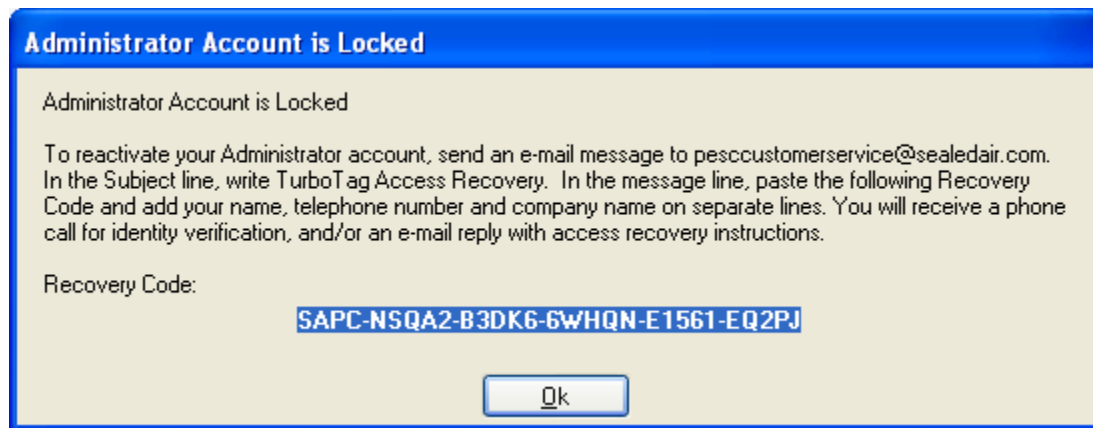 Administrator Account is Locked
Administrator Account is Locked
To reactivate your Administrator account, send an e-mail message to pesccustomerservice@sealedair.com.
In the Subject line, write TurboTag Access Recovery.  In the message line, paste the following Recovery
Code and add your name, telephone number and company name on separate lines. You will receive a phone
call for identity verification, and/or an e-mail reply with access recovery instructions.
Recovery Code:
SAPC-NSQA2-B3DK6-6WHQN-E1561-EQ2PJ
Ok